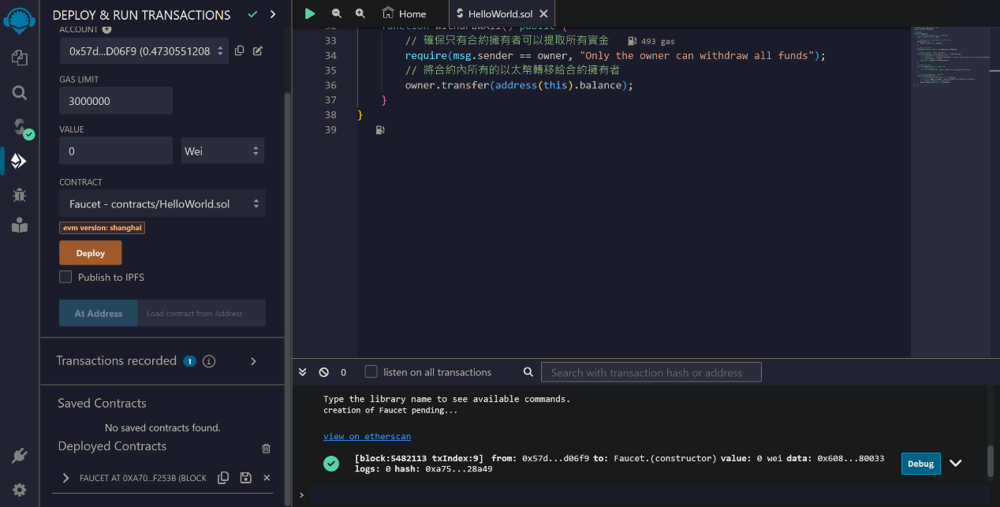 DEPLOY & RUN TRANSACTIONS
ACCOUNT
0x57d...D06F9 (0.4730551208
GAS LIMIT
3000000
VALUE
0
Wei
CONTRACT
Faucet - contracts/HelloWorld.sol
evm version: shanghai
Deploy
Publish to IPFS
At Address
Load contract from Address
Transactions recorded 1 i
Saved Contracts
No saved contracts found.
Deployed Contracts
FAUCET AT 0XA70...F253B (BLOCK
Home
HelloWorld.sol
32 function withdrawAll() public {
33 // 確保只有合約擁有者可以提取所有資金 493 gas
34 require(msg.sender == owner, "Only the owner can withdraw all funds");
35 // 將合約內所有的以太幣轉移給合約擁有者
36 owner.transfer(address(this).balance);
37 }
38 }
39
0
listen on all transactions
Search with transaction hash or address
Type the library name to see available commands.
creation of Faucet pending...
view on etherscan
[block:5482113 txIndex:9] from: 0x57d...d06f9 to: Faucet.(constructor) value: 0 wei data: 0x608...80033
logs: 0 hash: 0xa75...28a49
Debug
>